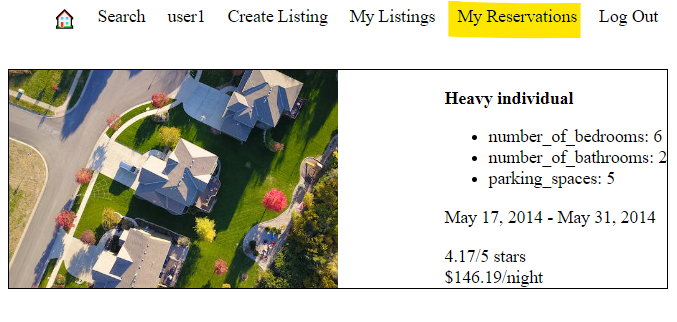 Search user1 Create Listing My Listings My Reservations Log Out
Heavy individual
number_of_bedrooms: 6
number_of_bathrooms: 2
parking_spaces: 5
May 17, 2014 - May 31, 2014
4.17/5 stars
$146.19/night